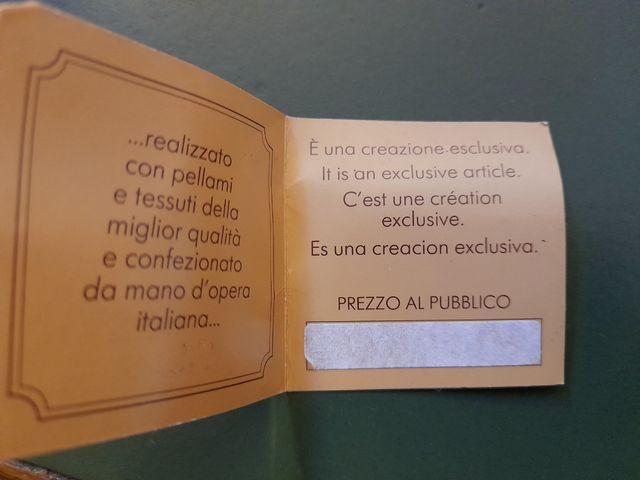 ...realizzato
con pellami
e tessuti della
miglior qualità
e confezionato
da mano d'opera
italiana...
È una creazione esclusiva.
It is an exclusive article.
C'est une création
exclusive.
Es una creacion exclusiva.
PREZZO AL PUBBLICO